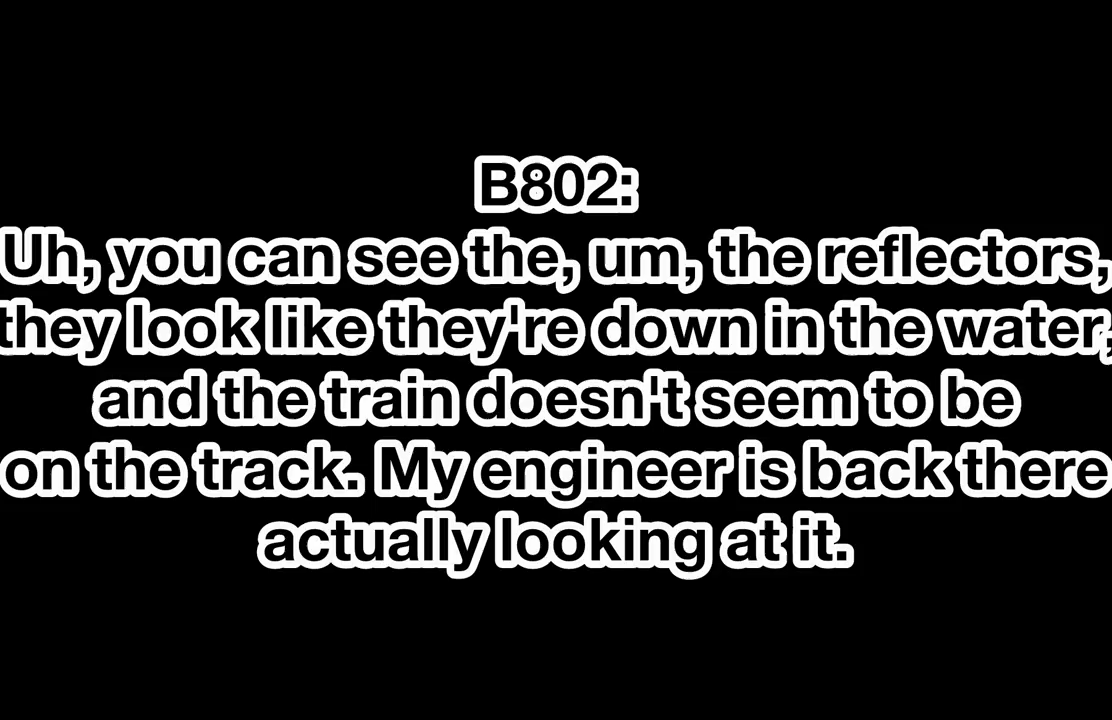 B802:
Uh, you can see the, um, the reflectors,
they look like they're down in the water,
and the train doesn't seem to be
on the track. My engineer is back there
actually looking at it.